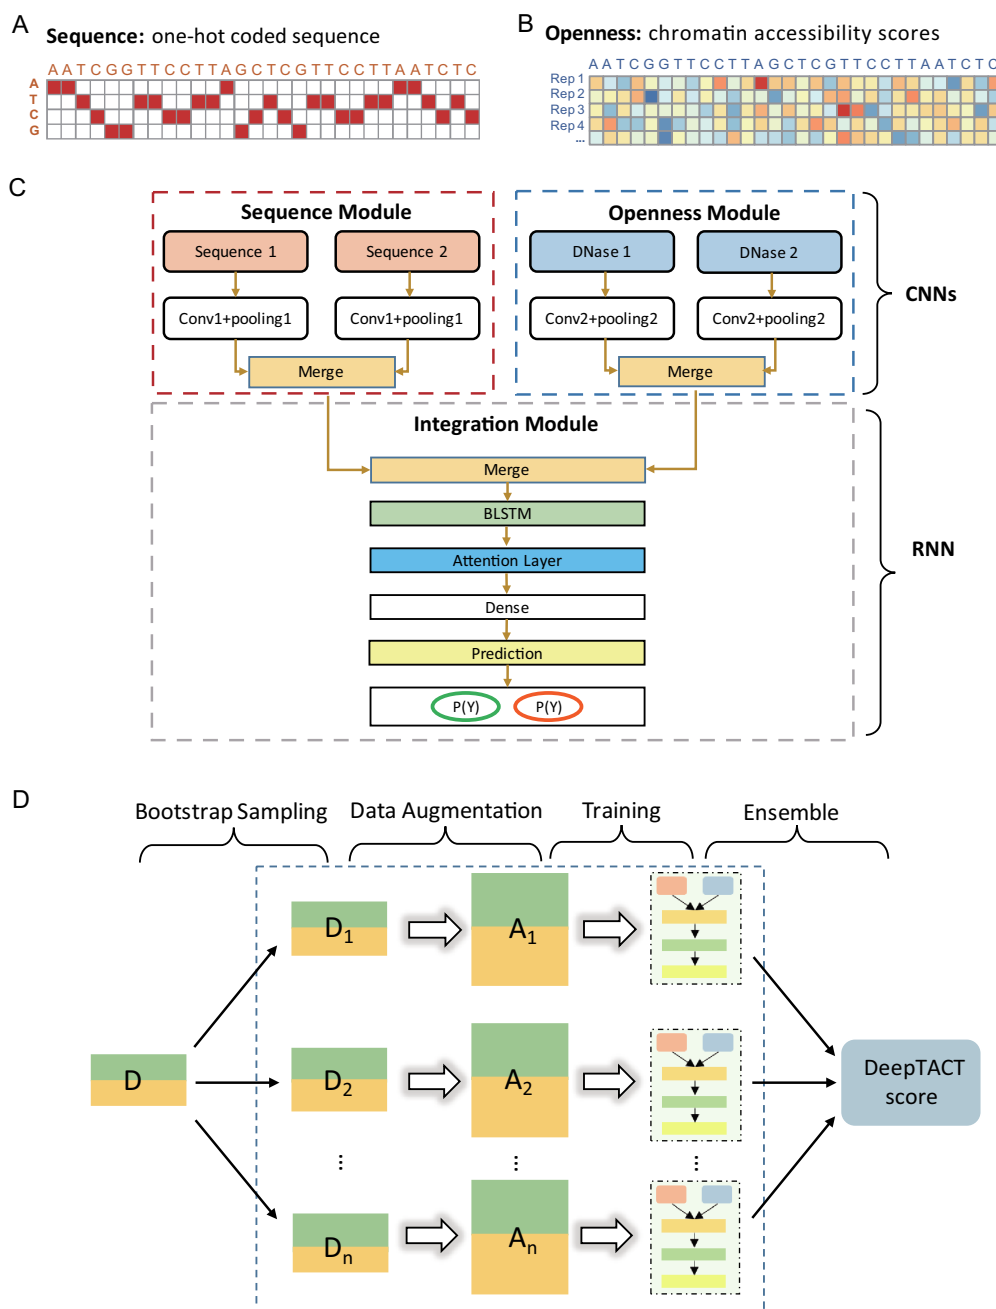 A
Sequence: one-hot coded sequence
A A T C G G T T C C T T A G C T C G T T C C T T A A T C T C
A
T
C
G
B
Openness: chromatin accessibility scores
A A T C G G T T C C T T A G C T C G T T C C T T A A T C T C
Rep 1
Rep 2
Rep 3
Rep 4
...
C
Sequence Module
Openness Module
Sequence 1
Sequence 2
DNase 1
DNase 2
CNNs
Conv1+pooling1
Conv1+pooling1
Conv2+pooling2
Conv2+pooling2
Merge
Merge
Integration Module
Merge
BLSTM
Attention Layer
RNN
Dense
Prediction
P(Y)
P(Y)
D
Bootstrap Sampling
Data Augmentation
Training
Ensemble
D1
A1
D
D2
A2
DeepTACT
score
...
...
...
Dn
An